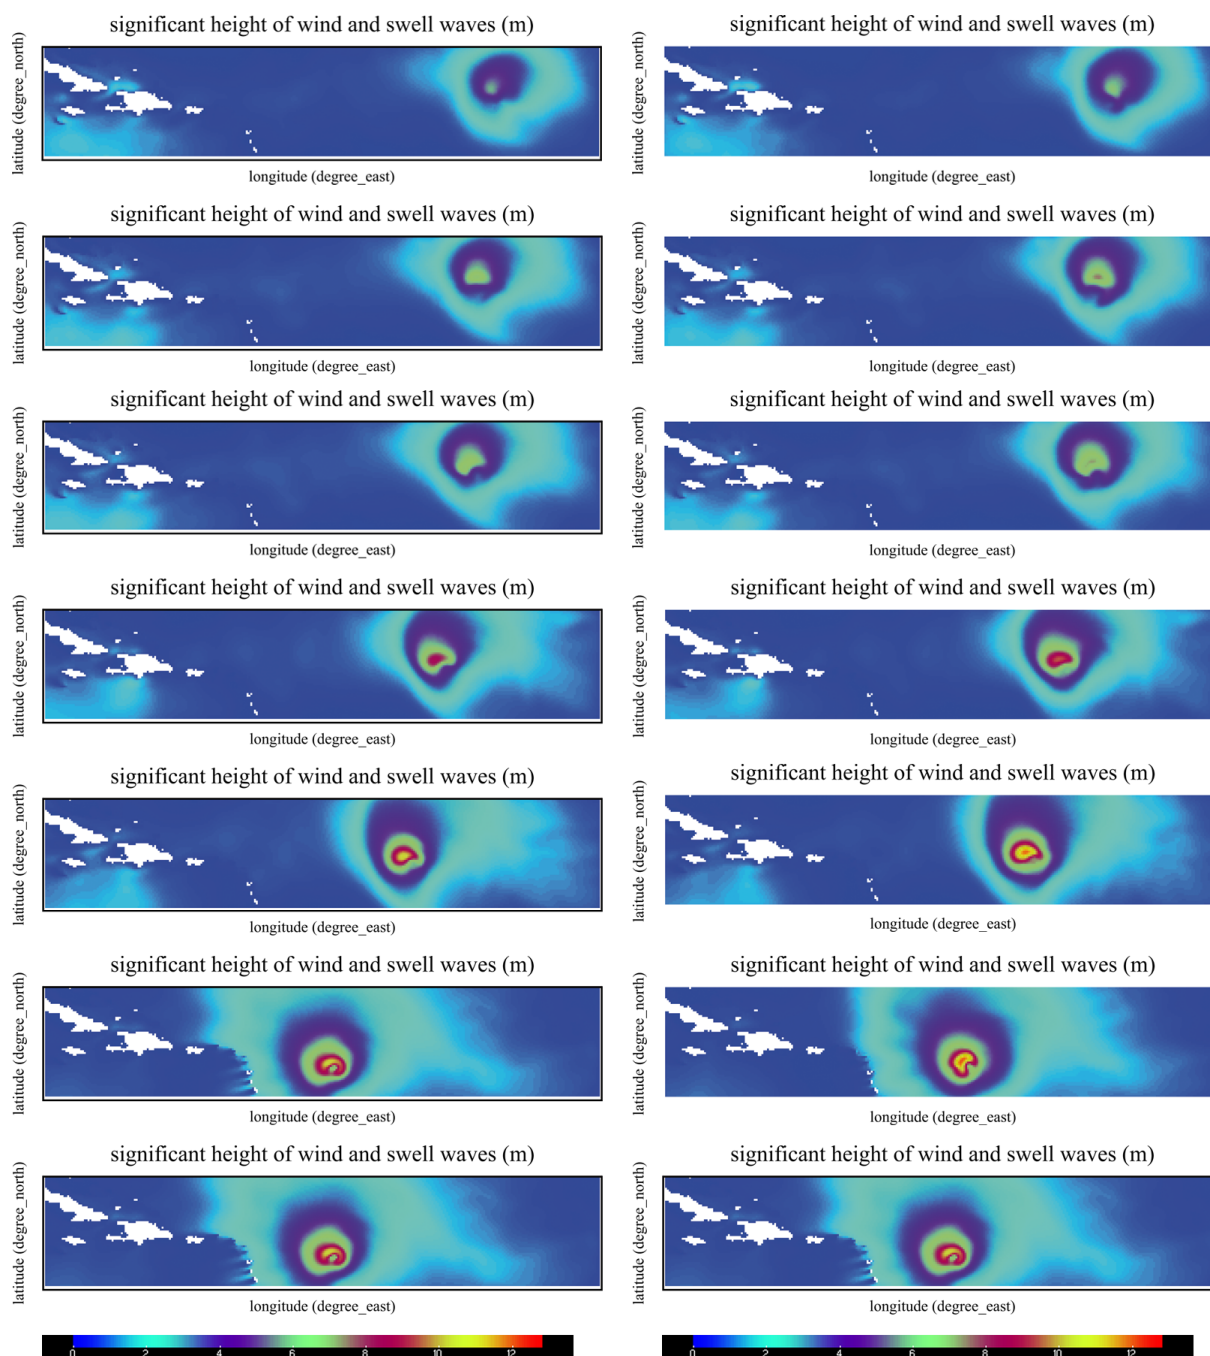 significant height of wind and swell waves (m)
significant height of wind and swell waves (m)
latitude (degree_north)
latitude (degree_north)
longitude (degree_east)
longitude (degree_east)
significant height of wind and swell waves (m)
significant height of wind and swell waves (m)
latitude (degree_north)
latitude (degree_north)
longitude (degree_east)
longitude (degree_east)
significant height of wind and swell waves (m)
significant height of wind and swell waves (m)
latitude (degree_north)
latitude (degree_north)
longitude (degree_east)
longitude (degree_east)
significant height of wind and swell waves (m)
significant height of wind and swell waves (m)
latitude (degree_north)
latitude (degree_north)
longitude (degree_east)
longitude (degree_east)
significant height of wind and swell waves (m)
significant height of wind and swell waves (m)
latitude (degree_north)
latitude (degree_north)
longitude (degree_east)
longitude (degree_east)
significant height of wind and swell waves (m)
significant height of wind and swell waves (m)
latitude (degree_north)
latitude (degree_north)
longitude (degree_east)
longitude (degree_east)
significant height of wind and swell waves (m)
significant height of wind and swell waves (m)
latitude (degree_north)
latitude (degree_north)
longitude (degree_east)
longitude (degree_east)
0 2 4 6 8 10 12
0 2 4 6 8 10 12